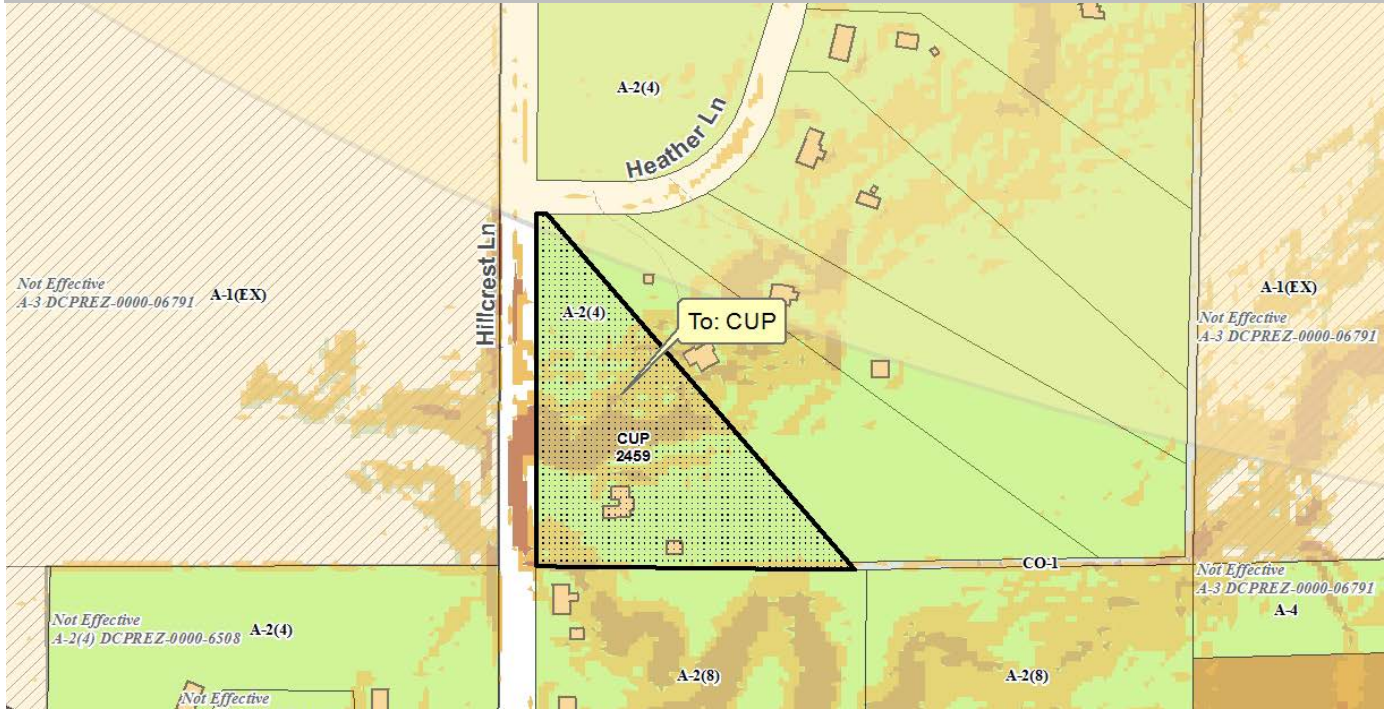 A-2(4)
Heather Ln
Hillcrest Ln
Not Effective
A-3 DCPREZ-0000-06791
A-1(EX)
A-2(4)
To: CUP
A-1(EX)
Not Effective
A-3 DCPREZ-0000-06791
CUP
2459
CO-1
Not Effective
A-3 DCPREZ-0000-06791
A-4
Not Effective
A-2(4) DCPREZ-0000-6508
A-2(4)
A-2(8)
A-2(8)
Not Effective